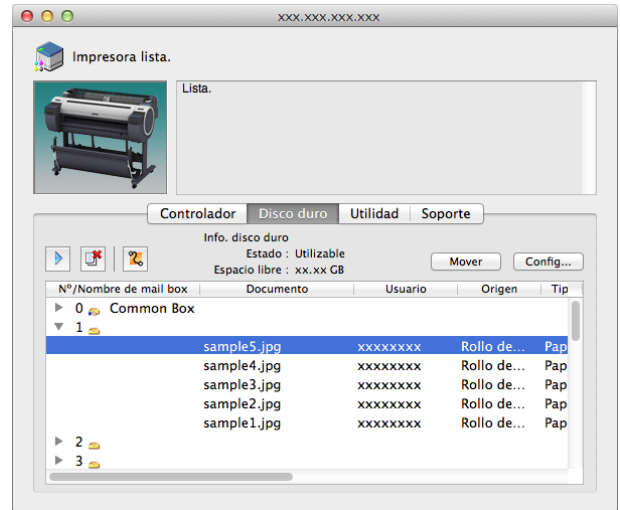 xxx.xxx.xxx.xxx
Impresora lista.
Lista.
Controlador Disco duro Utilidad Soporte
Info. disco duro
Estado : Utilizable
Espacio libre : xx.xx GB
Mover Config...
Nº/Nombre de mail box Documento Usuario Origen Tip
0 Common Box
1
sample5.jpg xxxxxxxx Rollo de... Pap
sample4.jpg xxxxxxxx Rollo de... Pap
sample3.jpg xxxxxxxx Rollo de... Pap
sample2.jpg xxxxxxxx Rollo de... Pap
sample1.jpg xxxxxxxx Rollo de... Pap
2
3